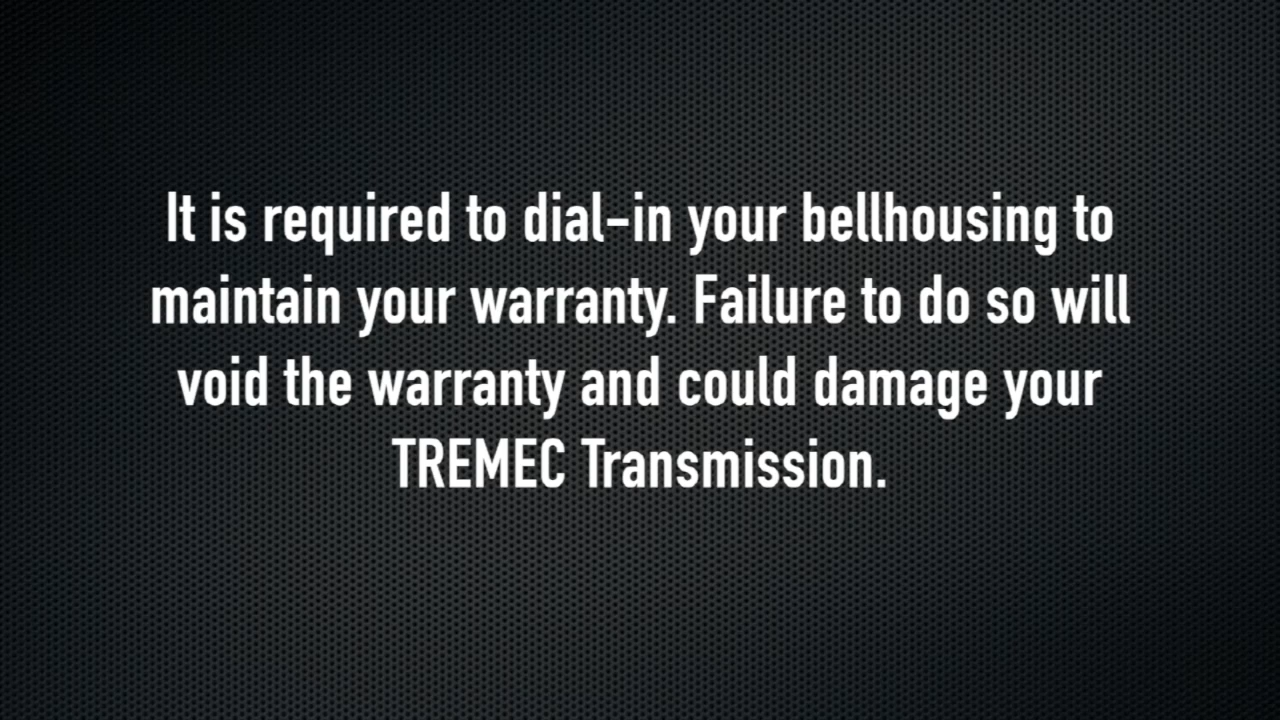 It is required to dial-in your bellhousing to
maintain your warranty. Failure to do so will
void the warranty and could damage your
TREMEC Transmission.